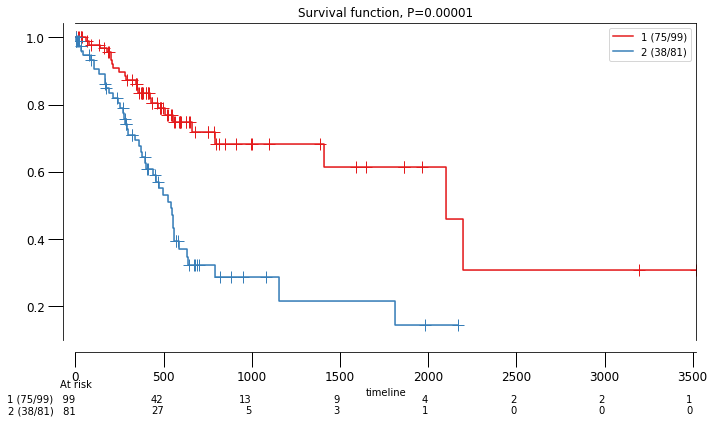 Survival function, P=0.00001
1 (75/99)
2 (38/81)
1.0
0.8
0.6
0.4
0.2
0 500 1000 1500 2000 2500 3000 3500
timeline
At risk
1 (75/99) 99 42 13 9 4 2 2 1
2 (38/81) 81 27 5 3 1 0 0 0